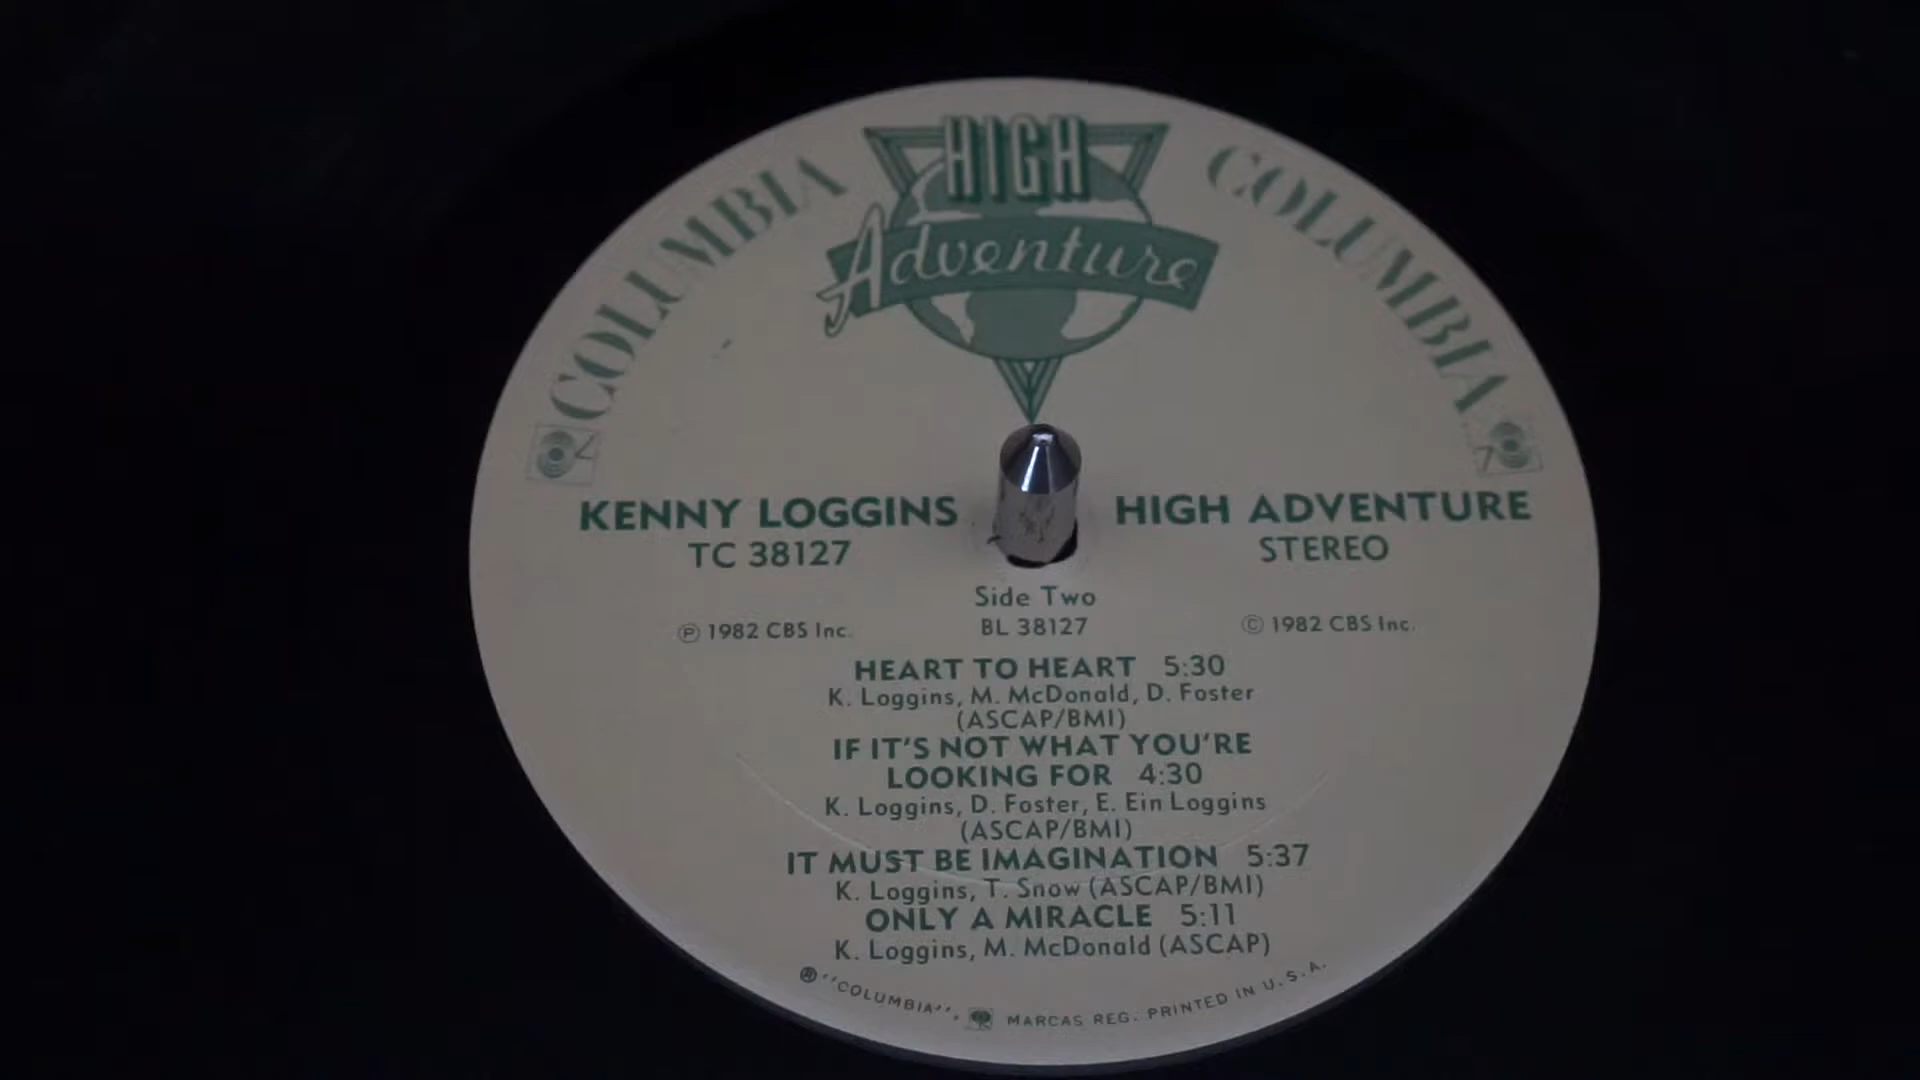 HIGH
Adventure
COLUMBIA
COLUMBIA
KENNY LOGGINS
HIGH ADVENTURE
TC 38127
STEREO
Side Two
Ⓟ 1982 CBS Inc.
BL 38127
© 1982 CBS Inc.
HEART TO HEART 5:30
K. Loggins, M. McDonald, D. Foster
(ASCAP/BMI)
IF IT'S NOT WHAT YOU'RE
LOOKING FOR 4:30
K. Loggins, D. Foster, E. Ein Loggins
(ASCAP/BMI)
IT MUST BE IMAGINATION 5:37
K. Loggins, T. Snow (ASCAP/BMI)
ONLY A MIRACLE 5:11
K. Loggins, M. McDonald (ASCAP)
® "COLUMBIA", MARCAS REG. PRINTED IN U.S.A.